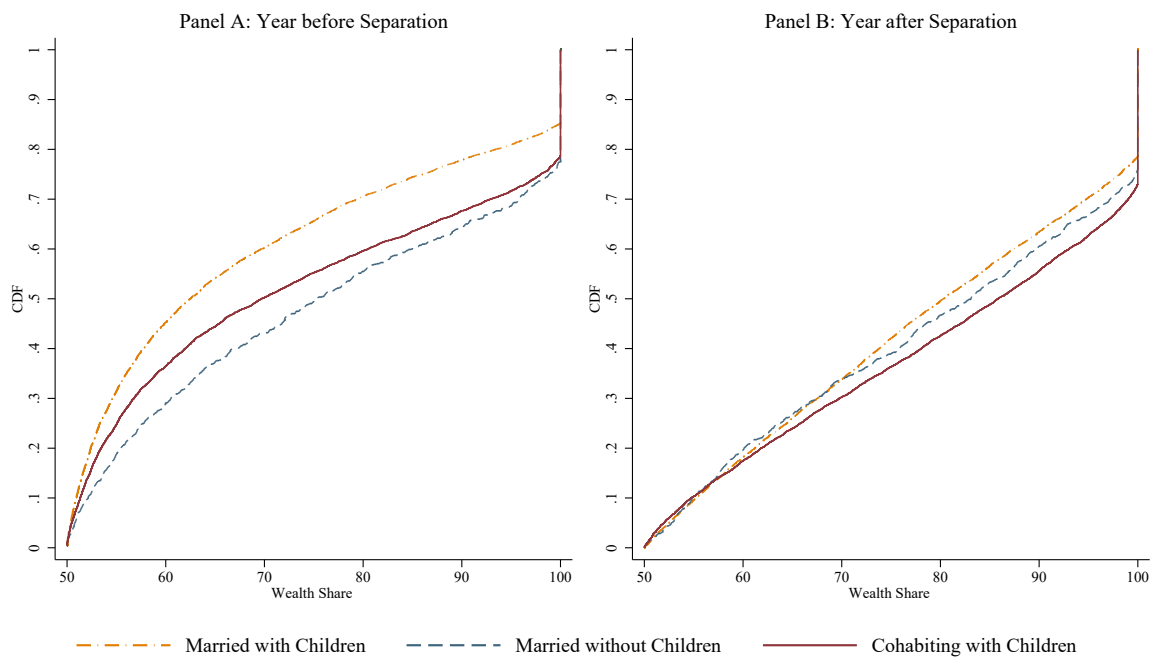 Panel A: Year before Separation
1
.9
.8
.7
.6
.5
.4
.3
.2
.1
0
CDF
50 60 70 80 90 100
Wealth Share
Panel B: Year after Separation
1
.9
.8
.7
.6
.5
.4
.3
.2
.1
0
CDF
50 60 70 80 90 100
Wealth Share
Married with Children Married without Children Cohabiting with Children